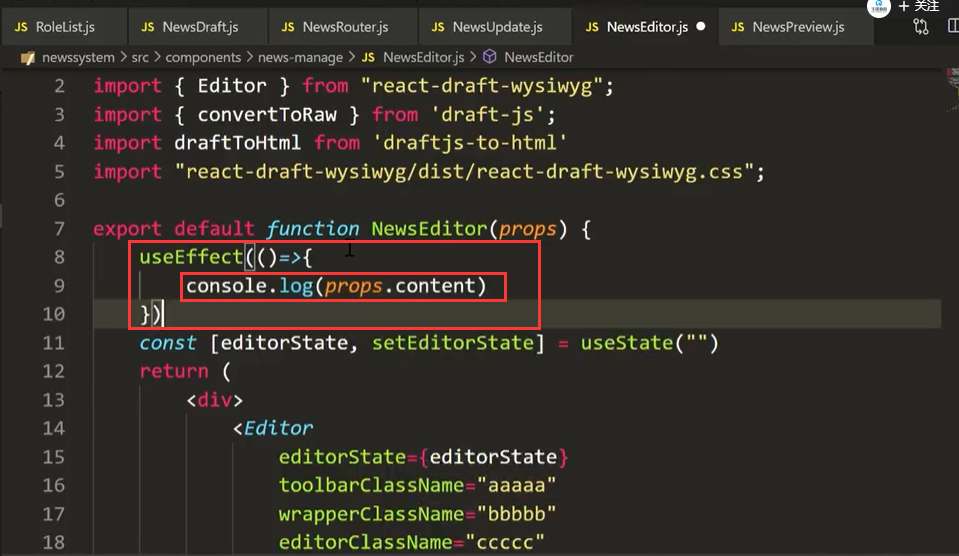 + 关注
JS RoleList.js
JS NewsDraft.js
JS NewsRouter.js
JS NewsUpdate.js
JS NewsEditor.js
JS NewsPreview.js
newssystem > src > components > news-manage > JS NewsEditor.js > NewsEditor
2 import { Editor } from "react-draft-wysiwyg";
3 import { convertToRaw } from 'draft-js';
4 import draftToHtml from 'draftjs-to-html'
5 import "react-draft-wysiwyg/dist/react-draft-wysiwyg.css";
6
7 export default function NewsEditor(props) {
8 useEffect(()=>{
9 console.log(props.content)
10 })
11 const [editorState, setEditorState] = useState("")
12 return (
13 <div>
14 <Editor
15 editorState={editorState}
16 toolbarClassName="aaaaa"
17 wrapperClassName="bbbbb"
18 editorClassName="ccccc"